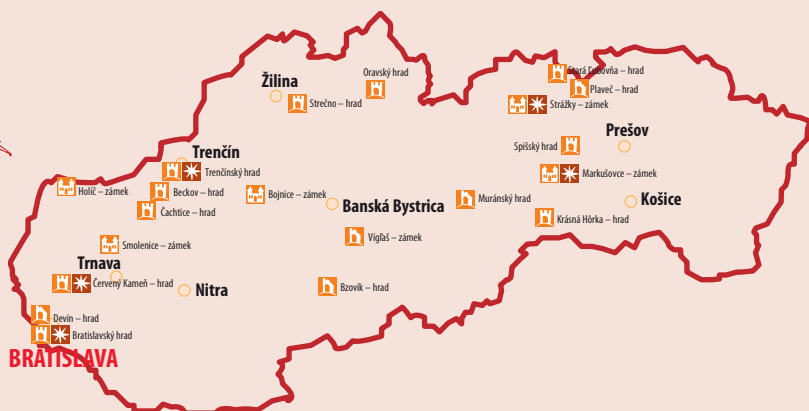 Oravský hrad
Stará Ľubovňa – hrad
Žilina
Plaveč – hrad
Strečno – hrad
Strážky – zámek
Prešov
Spišský hrad
Trenčín
Trenčínský hrad
Markušovce – zámek
Holíč – zámek
Beckov – hrad
Bojnice – zámek
Muránský hrad
Košice
Banská Bystrica
Čachtice – hrad
Krásná Hôrka – hrad
Vígľaš – zámek
Smolenice – zámek
Trnava
Červený Kameň – hrad
Nitra
Bzovík – hrad
Devín – hrad
Bratislavský hrad
BRATISLAVA